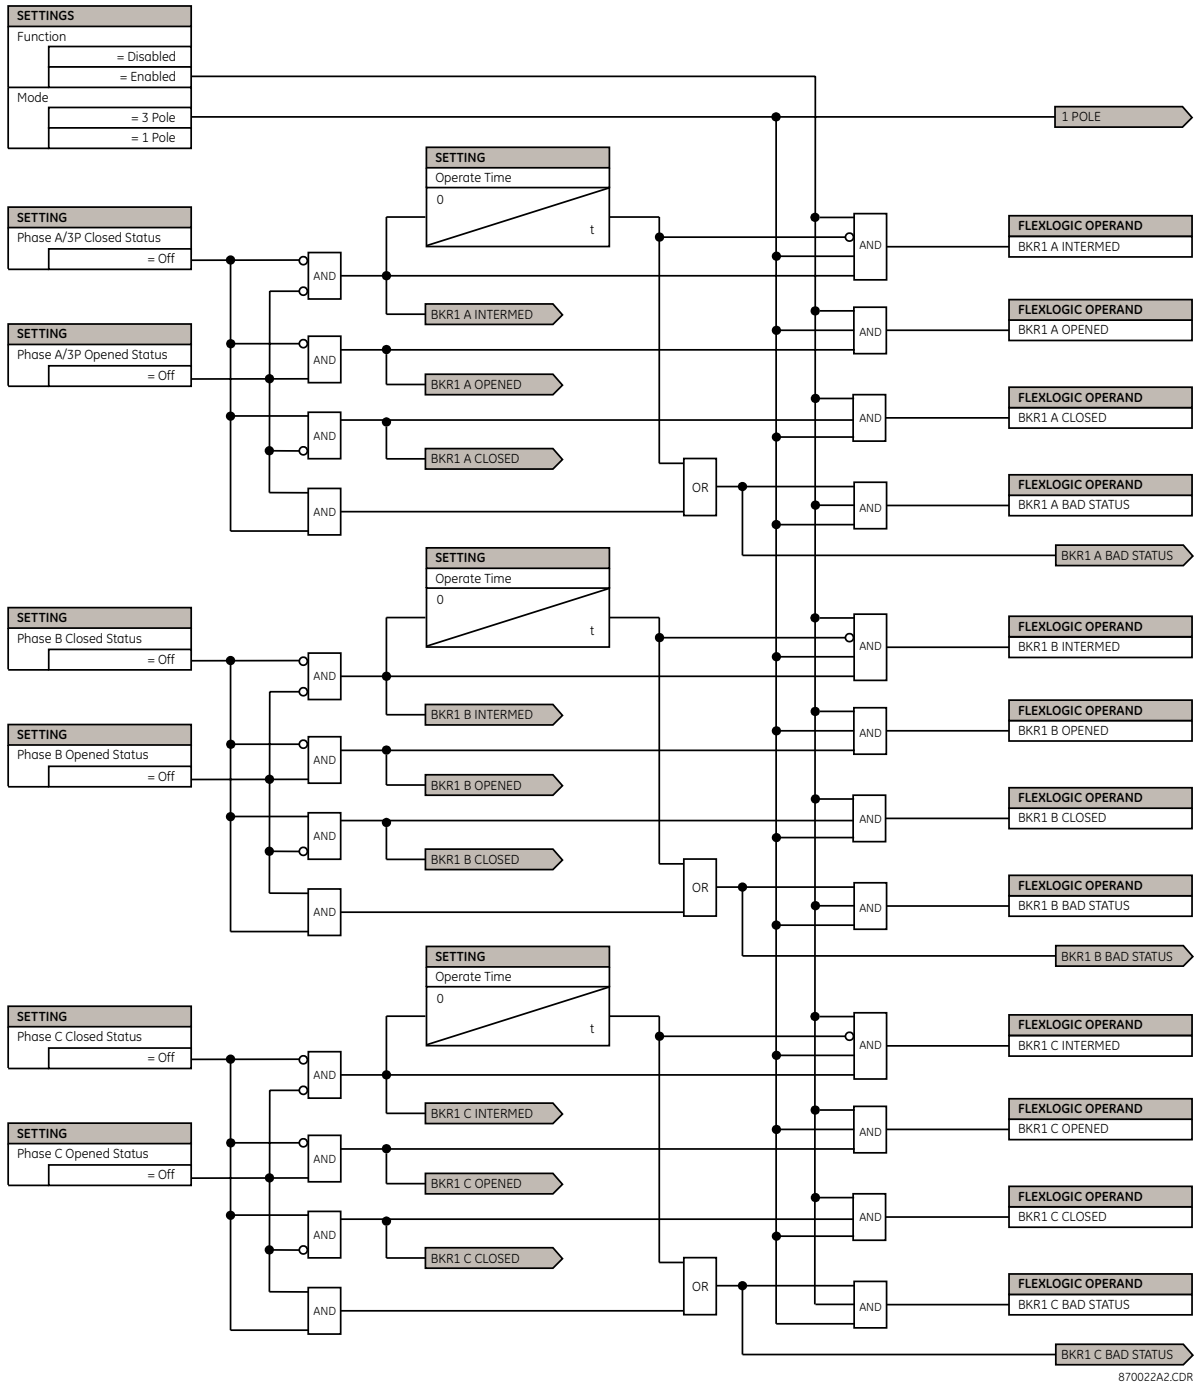 SETTINGS
Function
= Disabled
= Enabled
Mode
= 3 Pole
= 1 Pole
1 POLE
SETTING
Operate Time
0
t
SETTING
Phase A/3P Closed Status
= Off
AND
AND
FLEXLOGIC OPERAND
BKR1 A INTERMED
BKR1 A INTERMED
SETTING
Phase A/3P Opened Status
= Off
AND
AND
FLEXLOGIC OPERAND
BKR1 A OPENED
BKR1 A OPENED
AND
AND
FLEXLOGIC OPERAND
BKR1 A CLOSED
BKR1 A CLOSED
AND
OR
AND
FLEXLOGIC OPERAND
BKR1 A BAD STATUS
BKR1 A BAD STATUS
SETTING
Operate Time
0
t
SETTING
Phase B Closed Status
= Off
AND
AND
FLEXLOGIC OPERAND
BKR1 B INTERMED
BKR1 B INTERMED
SETTING
Phase B Opened Status
= Off
AND
AND
FLEXLOGIC OPERAND
BKR1 B OPENED
BKR1 B OPENED
AND
AND
FLEXLOGIC OPERAND
BKR1 B CLOSED
BKR1 B CLOSED
AND
OR
AND
FLEXLOGIC OPERAND
BKR1 B BAD STATUS
BKR1 B BAD STATUS
SETTING
Operate Time
0
t
SETTING
Phase C Closed Status
= Off
AND
AND
FLEXLOGIC OPERAND
BKR1 C INTERMED
BKR1 C INTERMED
SETTING
Phase C Opened Status
= Off
AND
AND
FLEXLOGIC OPERAND
BKR1 C OPENED
BKR1 C OPENED
AND
AND
FLEXLOGIC OPERAND
BKR1 C CLOSED
BKR1 C CLOSED
AND
OR
AND
FLEXLOGIC OPERAND
BKR1 C BAD STATUS
BKR1 C BAD STATUS
870022A2.CDR